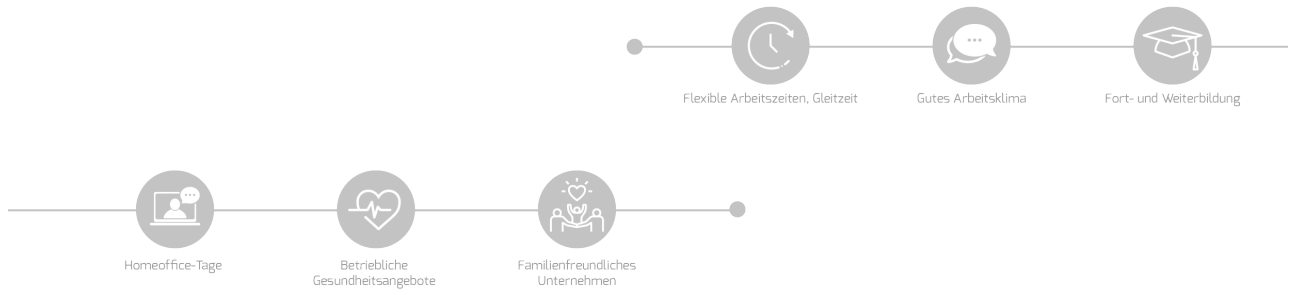 Flexible Arbeitszeiten, Gleitzeit
Gutes Arbeitsklima
Fort- und Weiterbildung
Homeoffice-Tage
Betriebliche
Gesundheitsangebote
Familienfreundliches
Unternehmen